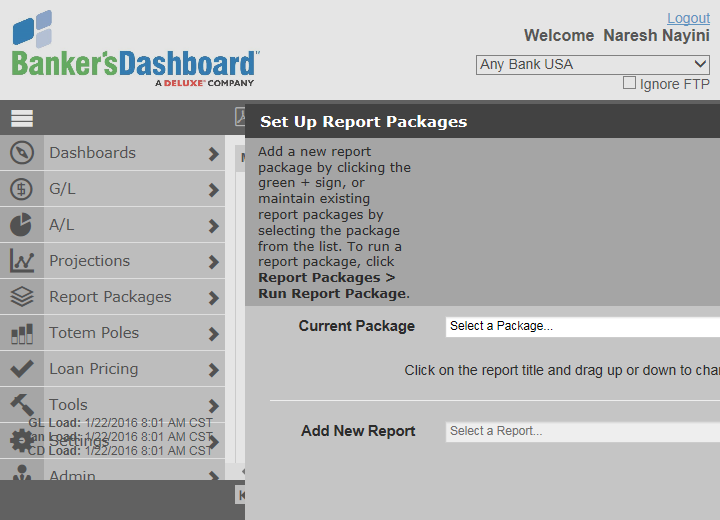 Logout
Welcome Naresh Nayini
Banker'sDashboard
A DELUXE COMPANY
Any Bank USA
Ignore FTP
Set Up Report Packages
Dashboards
G/L
A/L
Projections
Report Packages
Totem Poles
Loan Pricing
Tools
GL Load: 1/22/2016 8:01 AM CST
Settings
an Load: 1/22/2016 8:01 AM CST
CD Load: 1/22/2016 8:01 AM CST
Admin
Add a new report
package by clicking the
green + sign, or
maintain existing
report packages by
selecting the package
from the list. To run a
report package, click
Report Packages >
Run Report Package.
Current Package
Select a Package...
Click on the report title and drag up or down to cha
Add New Report
Select a Report...